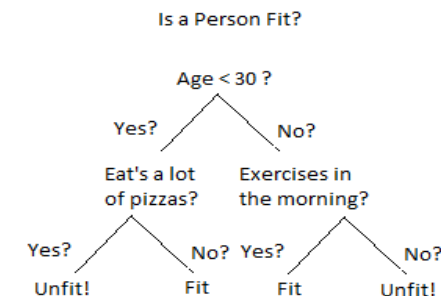 Is a Person Fit?
Age < 30 ?
Yes?
No?
Eat's a lot
of pizzas?
Exercises in
the morning?
Yes?
No?
Yes?
No?
Unfit!
Fit
Fit
Unfit!